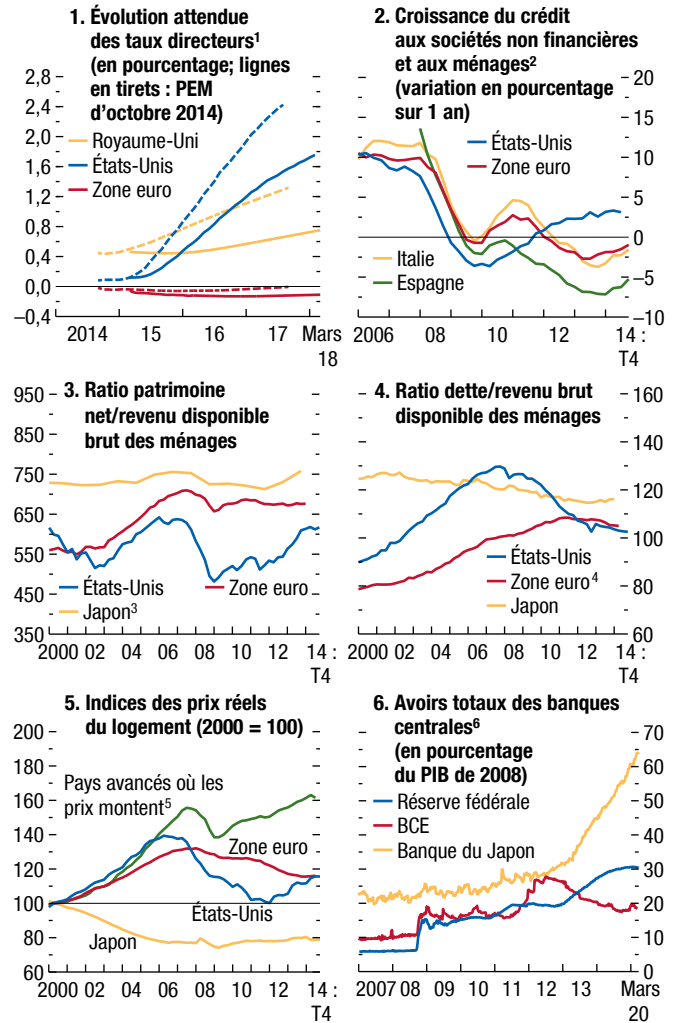 1. Évolution attendue
des taux directeurs¹
(en pourcentage; lignes
en tirets : PEM
d'octobre 2014)
2,8
2,4
2,0
1,6
1,2
0,8
0,4
0,0
–0,4
Royaume-Uni
États-Unis
Zone euro
2014 15 16 17 Mars
18
2. Croissance du crédit
aux sociétés non financières
et aux ménages²
(variation en pourcentage
sur 1 an)
20
15
10
5
0
–5
–10
États-Unis
Zone euro
Italie
Espagne
2006 08 10 12 14 :
T4
3. Ratio patrimoine
net/revenu disponible
brut des ménages
950
850
750
650
550
450
350
États-Unis Zone euro
Japon³
2000 02 04 06 08 10 12 14 :
T4
4. Ratio dette/revenu brut
disponible des ménages
160
140
120
100
80
60
États-Unis
Zone euro⁴
Japon
2000 02 04 06 08 10 12 14 :
T4
5. Indices des prix réels
du logement (2000 = 100)
200
180
160
140
120
100
80
60
Pays avancés où les
prix montent⁵
Zone euro
États-Unis
Japon
2000 02 04 06 08 10 12 14 :
T4
6. Avoirs totaux des banques
centrales⁶
(en pourcentage
du PIB de 2008)
70
60
50
40
30
20
10
0
Réserve fédérale
BCE
Banque du Japon
2007 08 09 10 11 12 13 Mars
20